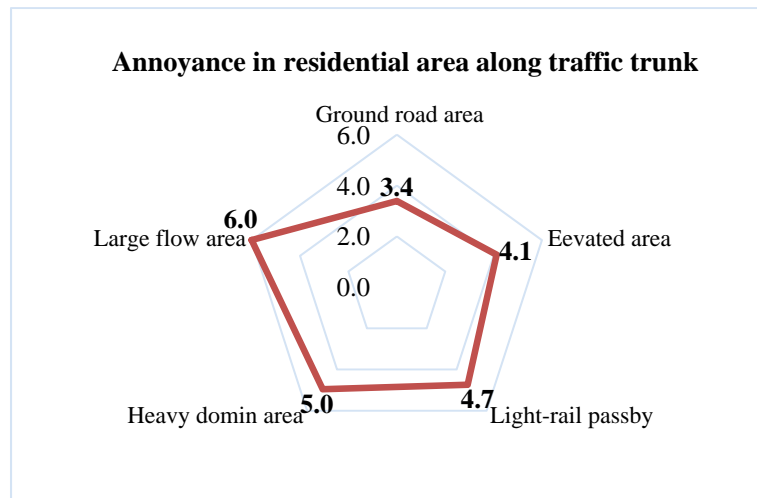 Annoyance in residential area along traffic trunk
Ground road area
6.0
4.0
3.4
6.0
2.0
Large flow area
Eevated area
4.1
0.0
Heavy domin area
5.0
4.7
Light-rail passby